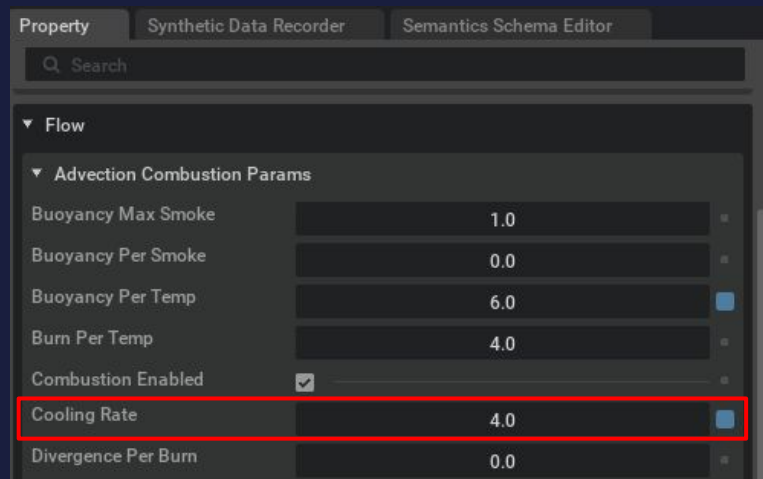 Property Synthetic Data Recorder Semantics Schema Editor
Search
Flow
Advection Combustion Params
Buoyancy Max Smoke 1.0
Buoyancy Per Smoke 0.0
Buoyancy Per Temp 6.0
Burn Per Temp 4.0
Combustion Enabled
Cooling Rate 4.0
Divergence Per Burn 0.0